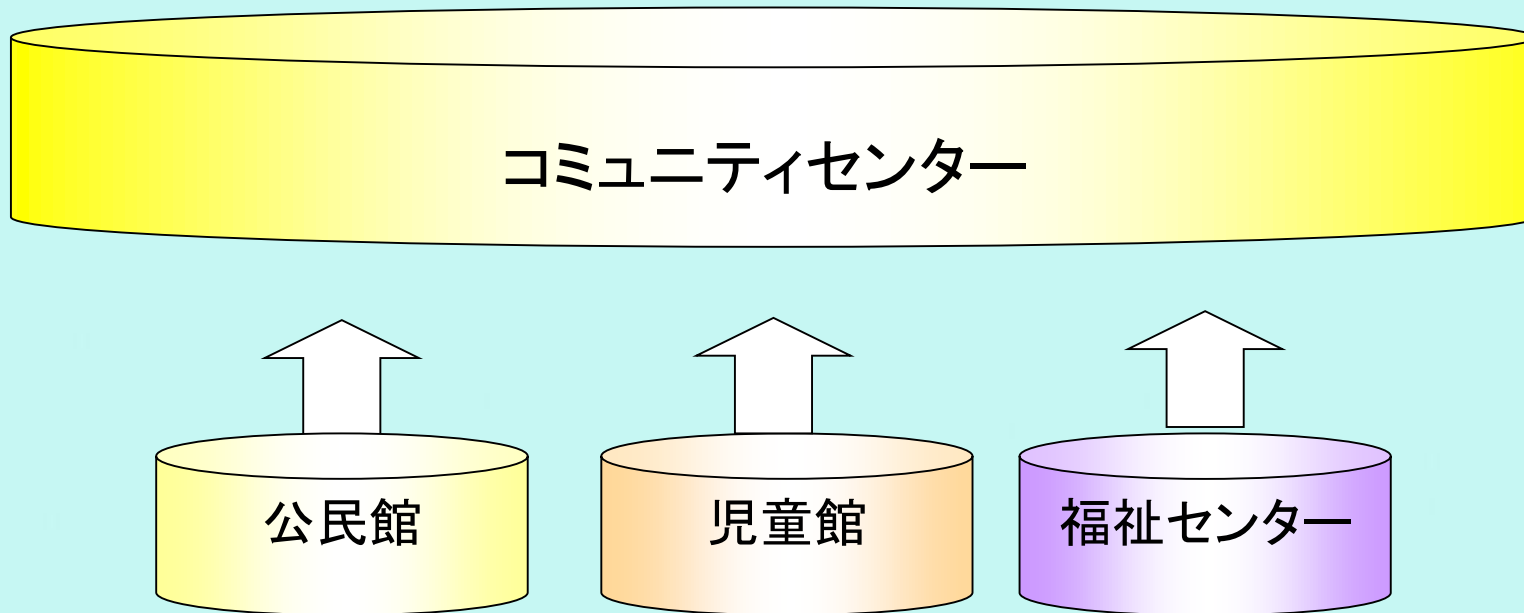 コミュニティセンター
公民館
児童館
福祉センター